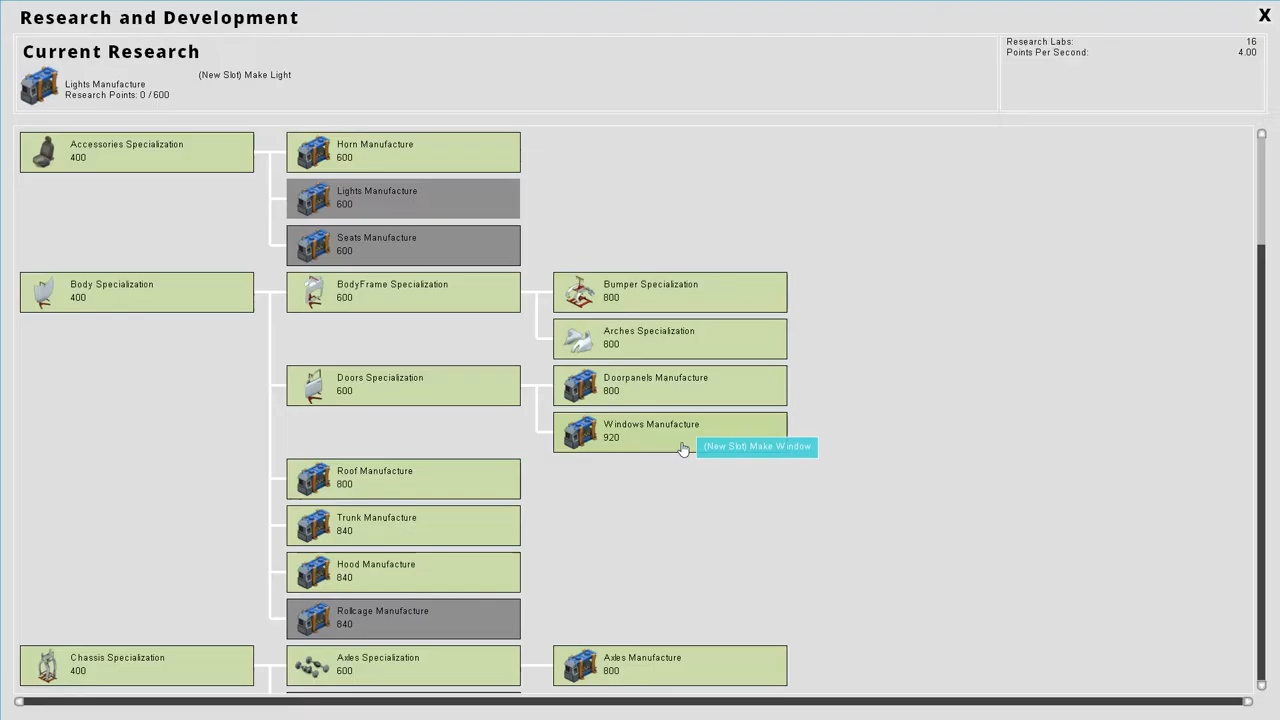 Research and Development
X
Current Research
(New Slot) Make Light
Lights Manufacture
Research Points: 0 / 600
Research Labs: 16
Points Per Second: 4.00
Accessories Specialization
400
Horn Manufacture
600
Lights Manufacture
600
Seats Manufacture
600
Body Specialization
400
BodyFrame Specialization
600
Bumper Specialization
800
Arches Specialization
800
Doors Specialization
600
Doorpanels Manufacture
800
Windows Manufacture
920
(New Slot) Make Window
Roof Manufacture
800
Trunk Manufacture
840
Hood Manufacture
840
Rollcage Manufacture
840
Chassis Specialization
400
Axles Specialization
600
Axles Manufacture
800